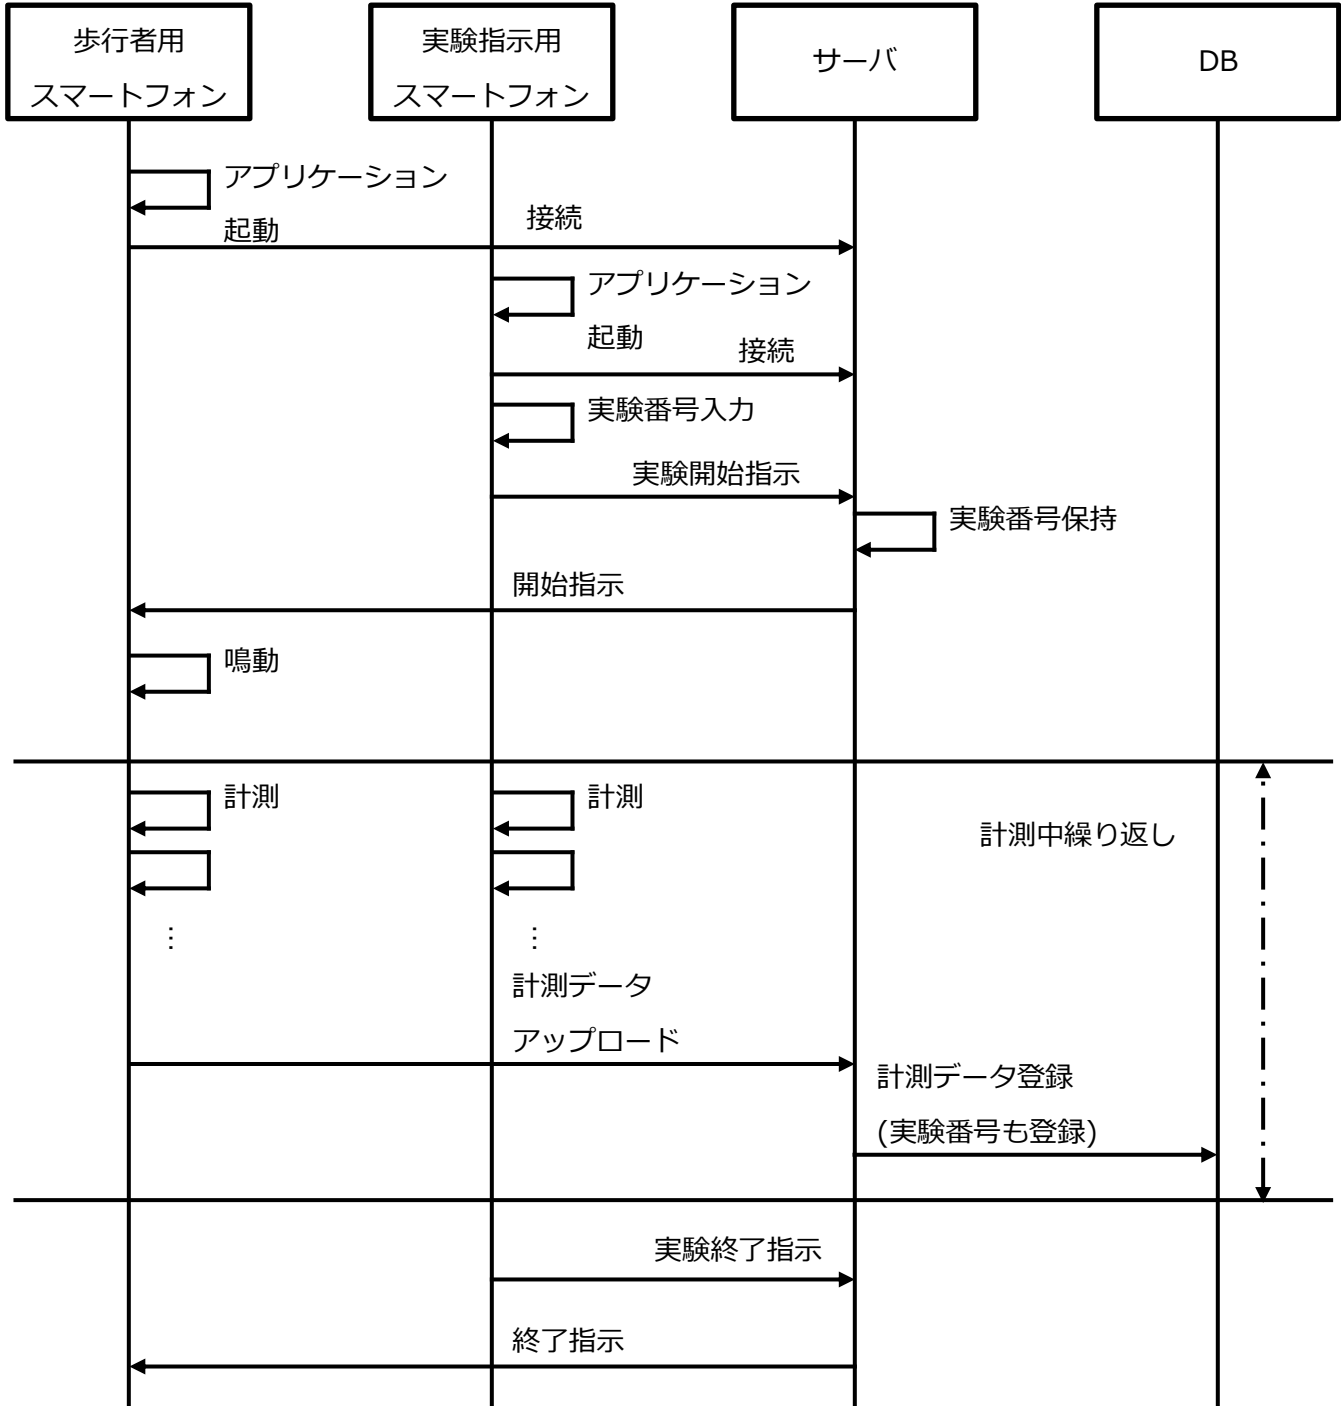 歩行者用
スマートフォン
実験指示用
スマートフォン
サーバ
DB
アプリケーション
起動
接続
アプリケーション
起動
接続
実験番号入力
実験開始指示
実験番号保持
開始指示
鳴動
計測
計測
計測中繰り返し
…
…
計測データ
アップロード
計測データ登録
(実験番号も登録)
実験終了指示
終了指示